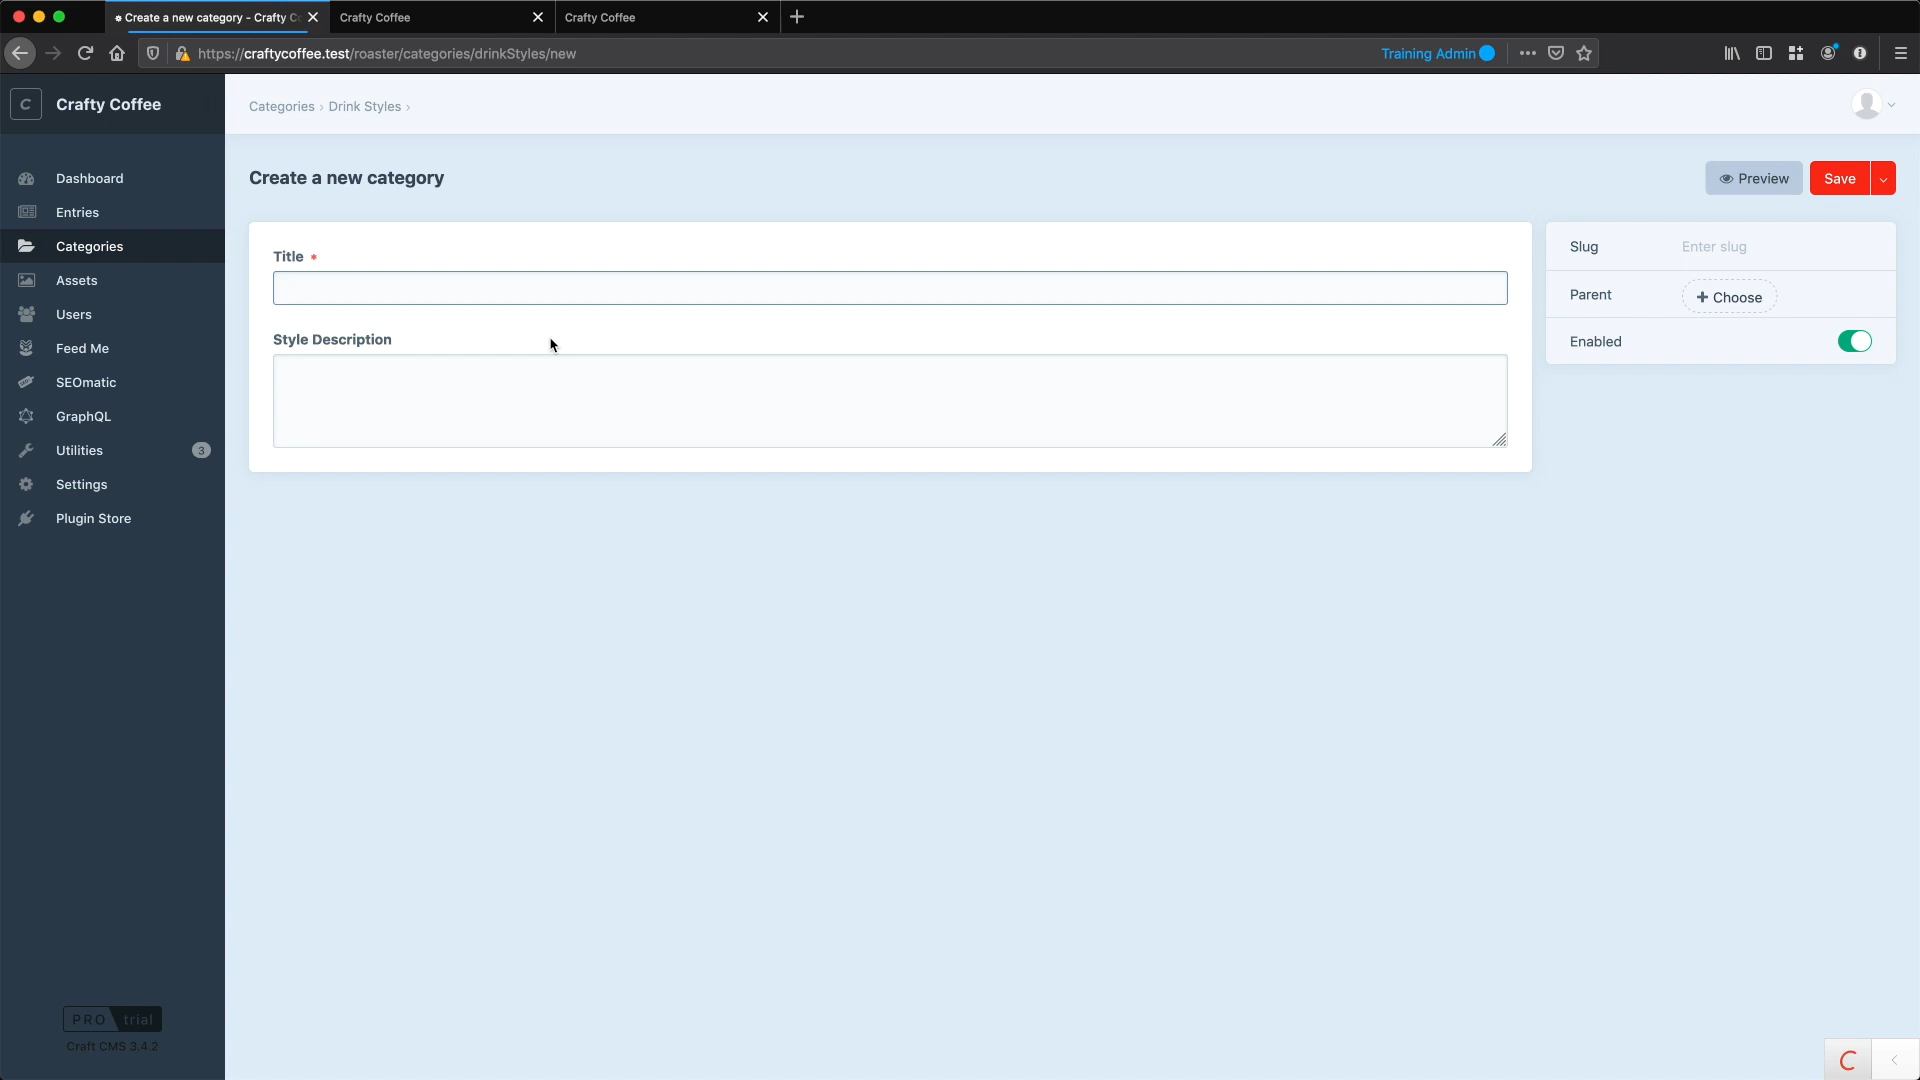 Create a new category - Crafty C
Crafty Coffee
Crafty Coffee
https://craftycoffee.test/roaster/categories/drinkStyles/new
Training Admin
C
Crafty Coffee
Categories › Drink Styles ›
Dashboard
Entries
Categories
Assets
Users
Feed Me
SEOmatic
GraphQL
Utilities
3
Settings
Plugin Store
PRO trial
Craft CMS 3.4.2
Create a new category
Preview
Save
Title *
Style Description
Slug
Enter slug
Parent
+ Choose
Enabled
C